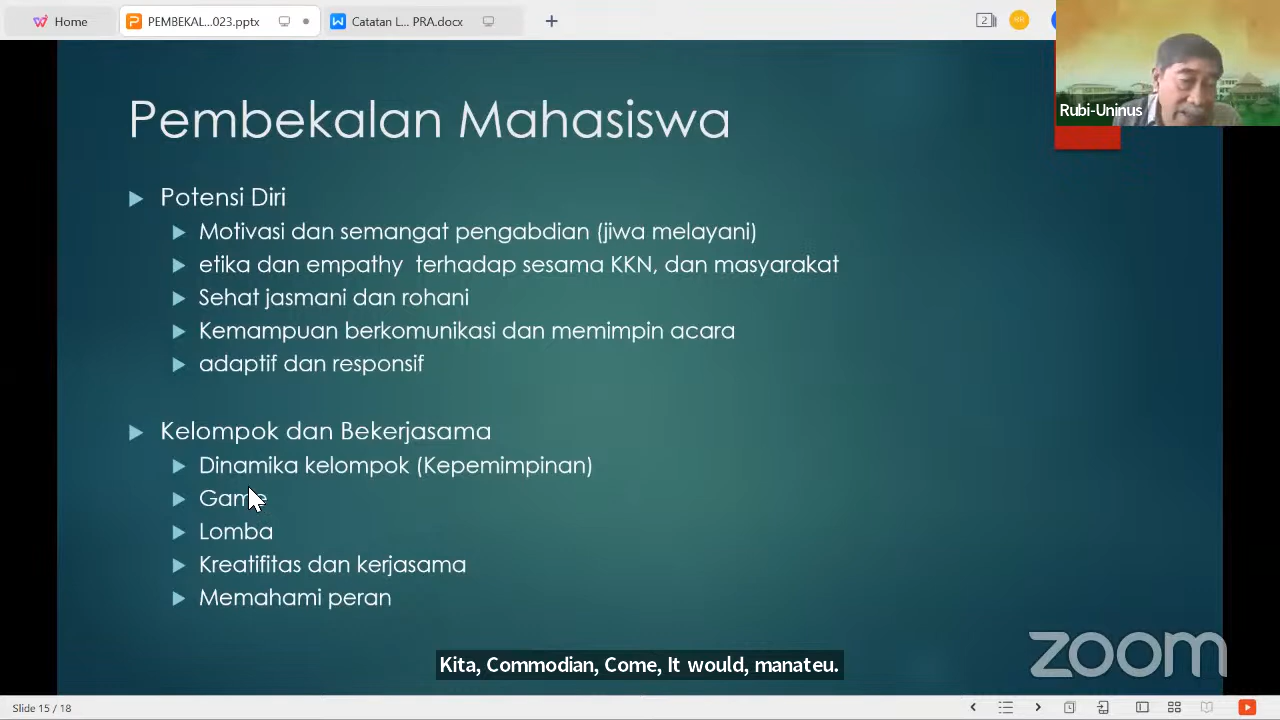 Home
PEMBEKAL...023.pptx
Catatan L... PRA.docx
2
RR
Rubi-Uninus
Pembekalan Mahasiswa
Potensi Diri
Motivasi dan semangat pengabdian (jiwa melayani)
etika dan empathy terhadap sesama KKN, dan masyarakat
Sehat jasmani dan rohani
Kemampuan berkomunikasi dan memimpin acara
adaptif dan responsif
Kelompok dan Bekerjasama
Dinamika kelompok (Kepemimpinan)
Game
Lomba
Kreatifitas dan kerjasama
Memahami peran
Kita, Commodian, Come, It would, manateu.
zoom
Slide 15 / 18